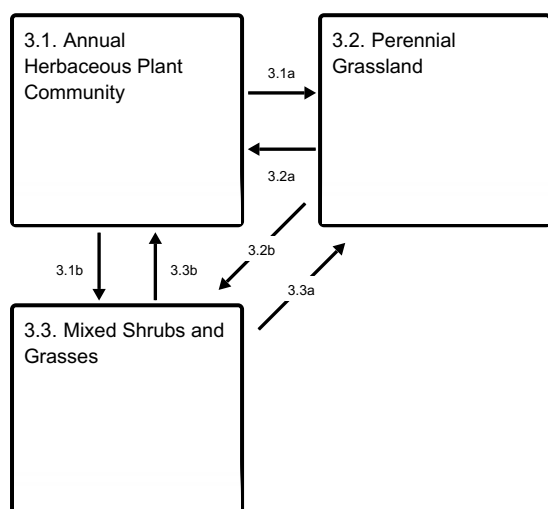 3.1. Annual
Herbaceous Plant
Community
3.2. Perennial
Grassland
3.1a
3.2a
3.1b
3.3b
3.2b
3.3a
3.3. Mixed Shrubs and
Grasses